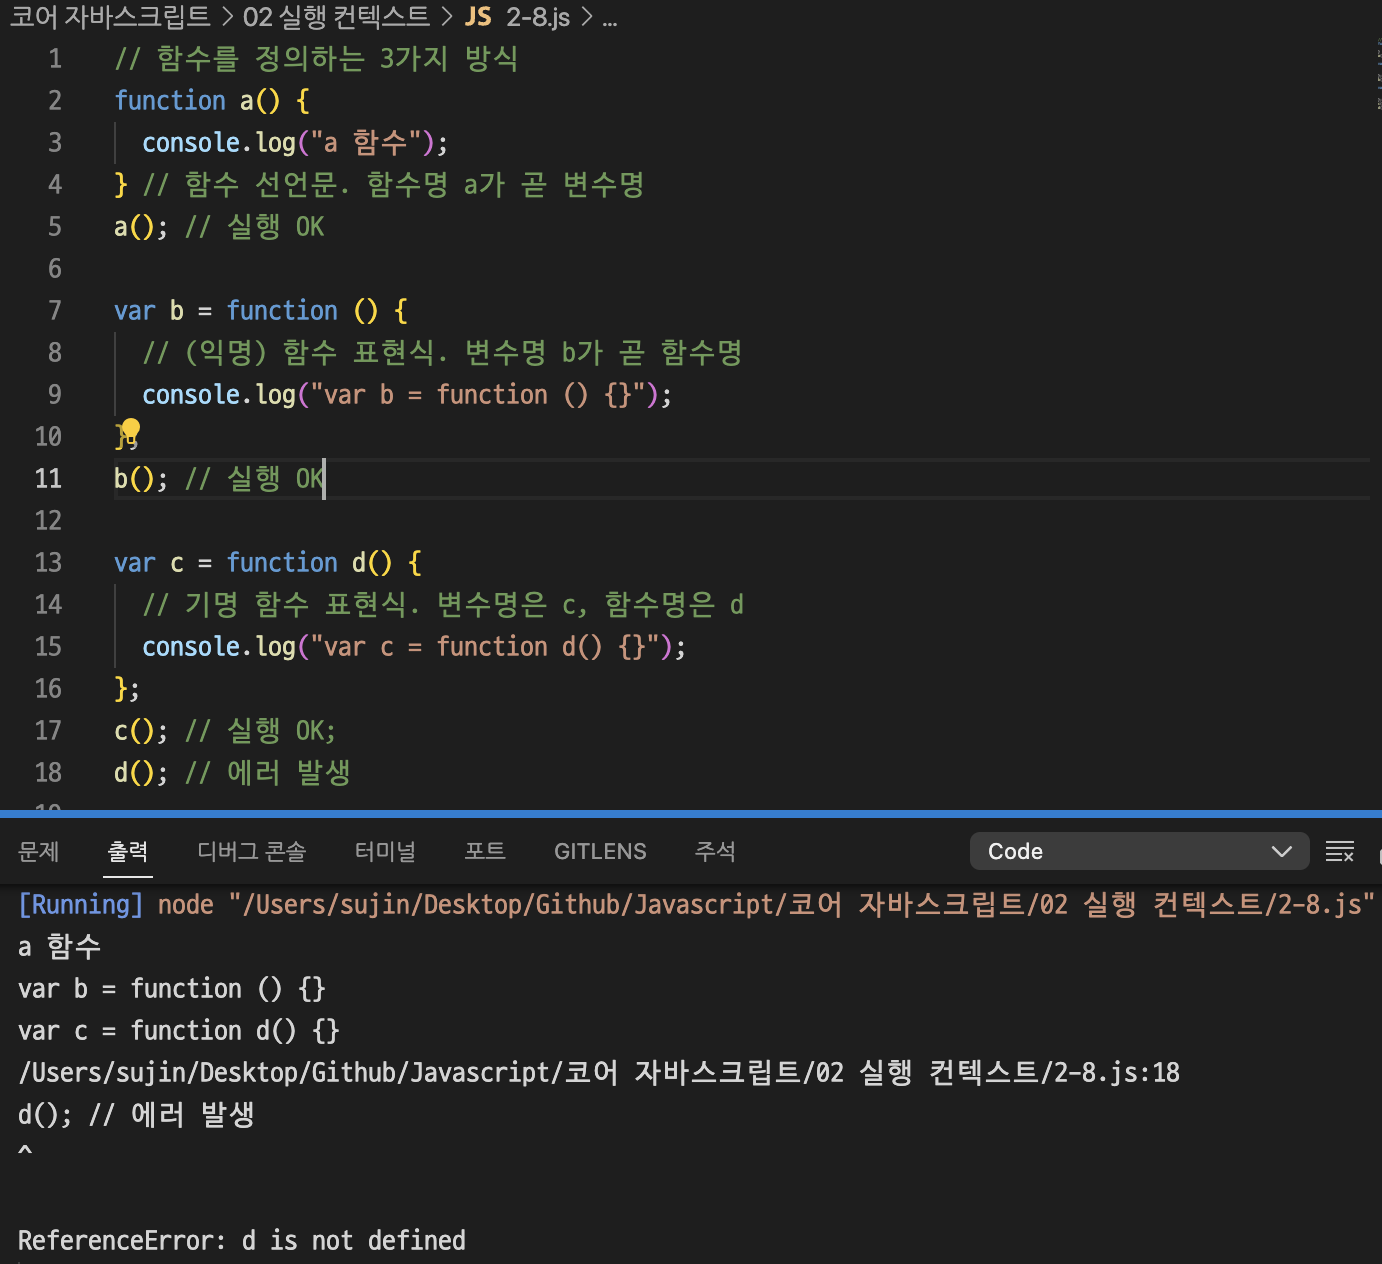 코어 자바스크립트 > 02 실행 컨텍스트 > JS 2-8.js > ...
1 // 함수를 정의하는 3가지 방식
2 function a() {
3 console.log("a 함수");
4 } // 함수 선언문. 함수명 a가 곧 변수명
5 a(); // 실행 OK
6
7 var b = function () {
8 // (익명) 함수 표현식. 변수명 b가 곧 함수명
9 console.log("var b = function () {}");
10 };
11 b(); // 실행 OK
12
13 var c = function d() {
14 // 기명 함수 표현식. 변수명은 c, 함수명은 d
15 console.log("var c = function d() {}");
16 };
17 c(); // 실행 OK;
18 d(); // 에러 발생
19
문제 출력 디버그 콘솔 터미널 포트 GITLENS 주석 Code
[Running] node "/Users/sujin/Desktop/Github/Javascript/코어 자바스크립트/02 실행 컨텍스트/2-8.js"
a 함수
var b = function () {}
var c = function d() {}
/Users/sujin/Desktop/Github/Javascript/코어 자바스크립트/02 실행 컨텍스트/2-8.js:18
d(); // 에러 발생
^
ReferenceError: d is not defined